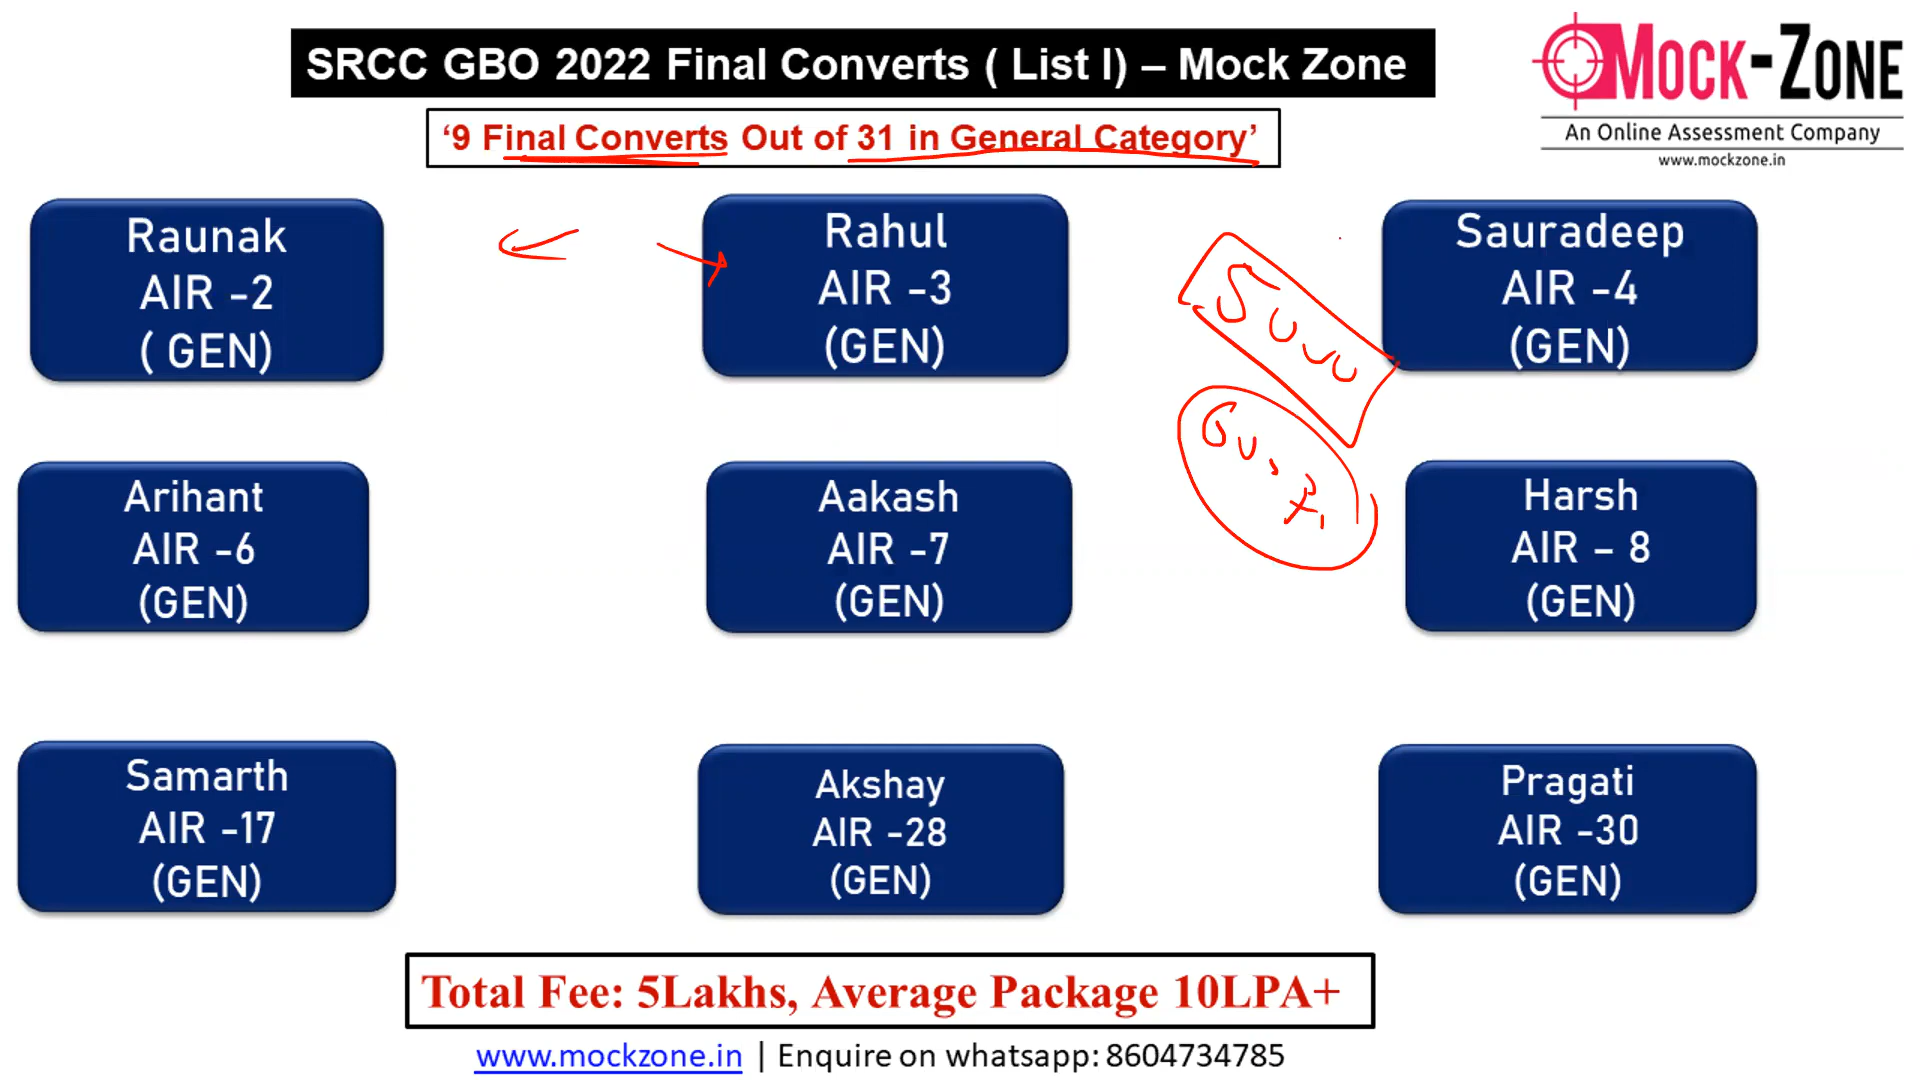 SRCC GBO 2022 Final Converts ( List I) – Mock Zone
‘9 Final Converts Out of 31 in General Category’
Mock-Zone
An Online Assessment Company
www.mockzone.in
Raunak
AIR -2
( GEN)
Rahul
AIR -3
(GEN)
Sauradeep
AIR -4
(GEN)
Arihant
AIR -6
(GEN)
Aakash
AIR -7
(GEN)
Harsh
AIR – 8
(GEN)
Samarth
AIR -17
(GEN)
Akshay
AIR -28
(GEN)
Pragati
AIR -30
(GEN)
Total Fee: 5Lakhs, Average Package 10LPA+
www.mockzone.in | Enquire on whatsapp: 8604734785